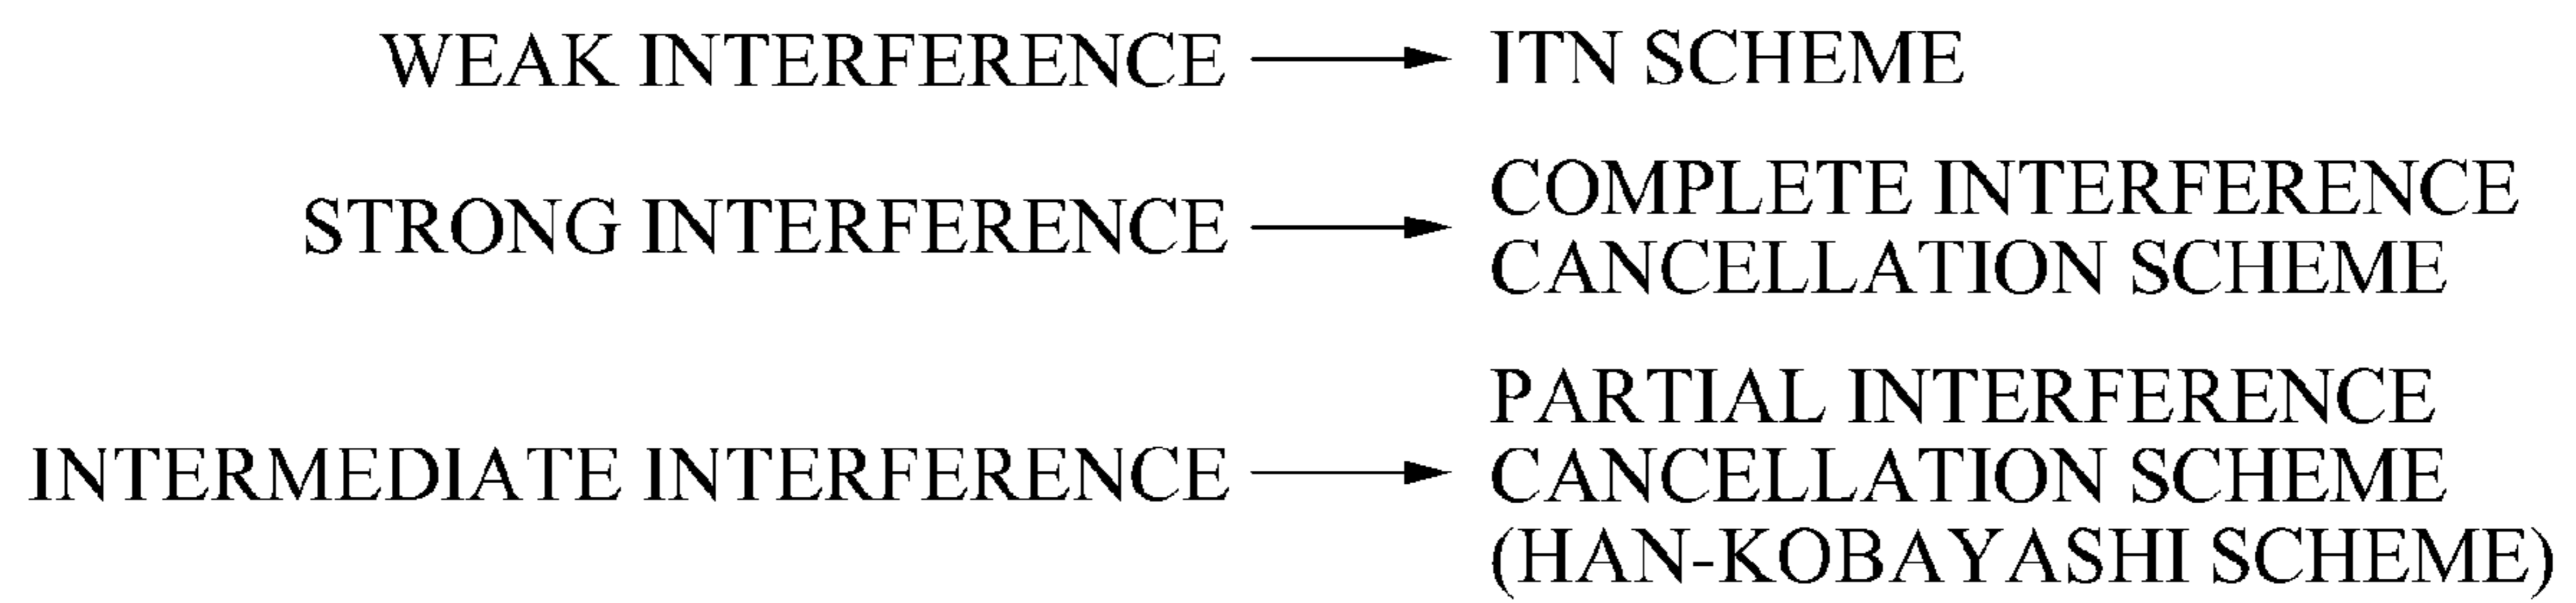 WEAK INTERFERENCE ITN SCHEME
STRONG INTERFERENCE COMPLETE INTERFERENCE
CANCELLATION SCHEME
INTERMEDIATE INTERFERENCE PARTIAL INTERFERENCE
CANCELLATION SCHEME
(HAN-KOBAYASHI SCHEME)